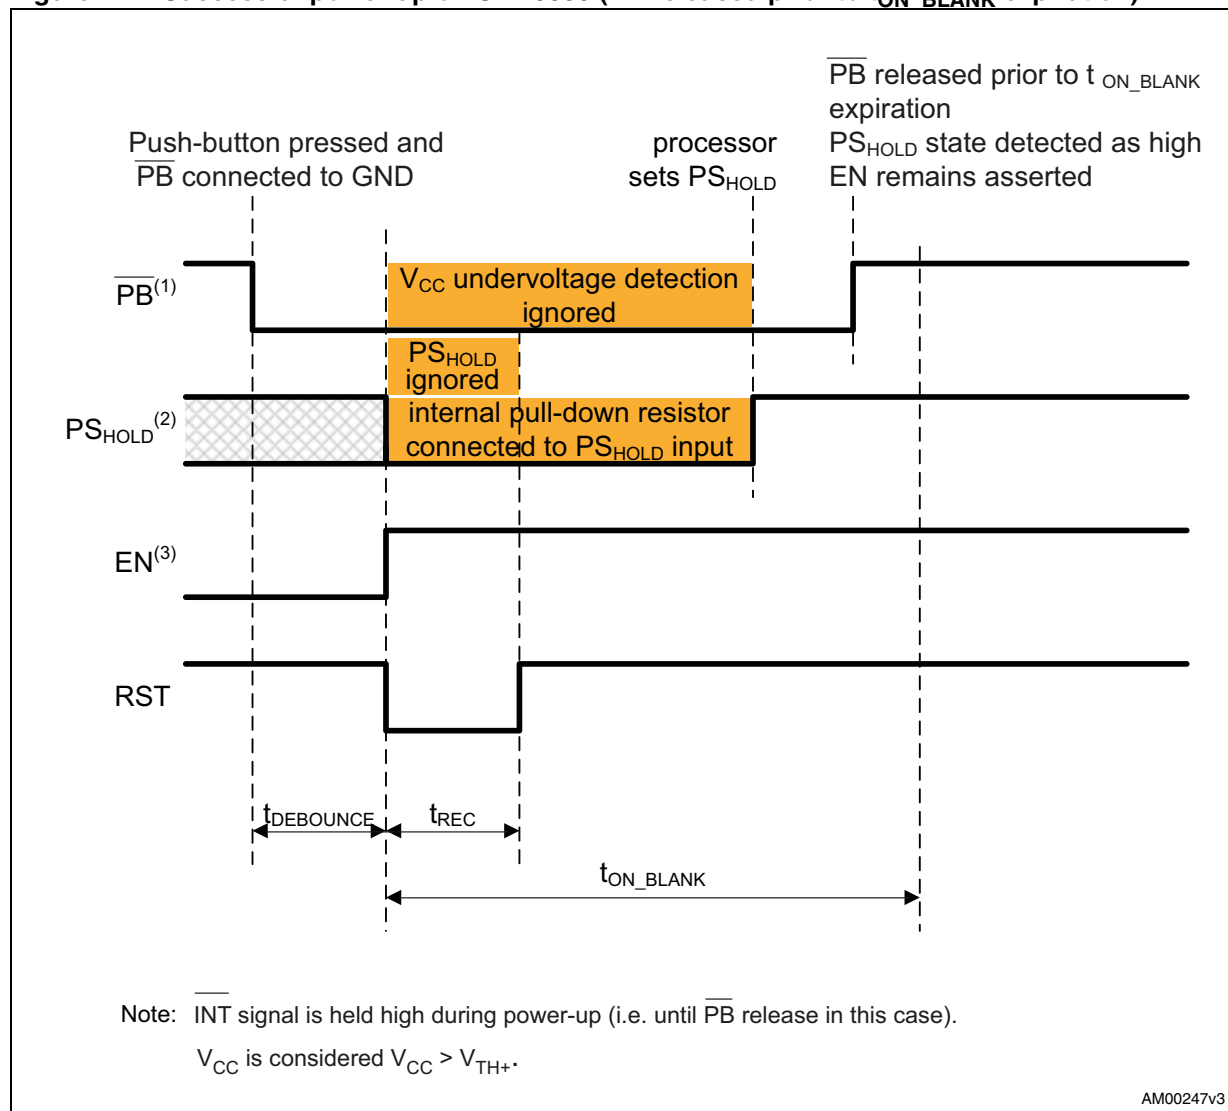 t ON_BLANK
PB released prior to t ON_BLANK
expiration
PSHOLD state detected as high
EN remains asserted
Push-button pressed and
PB connected to GND
processor
sets PSHOLD
PB(1)
VCC undervoltage detection
ignored
PSHOLD
ignored
PSHOLD(2)
internal pull-down resistor
connected to PSHOLD input
EN(3)
RST
tDEBOUNCE
tREC
tON_BLANK
Note: INT signal is held high during power-up (i.e. until PB release in this case).
VCC is considered VCC > VTH+.
AM00247v3